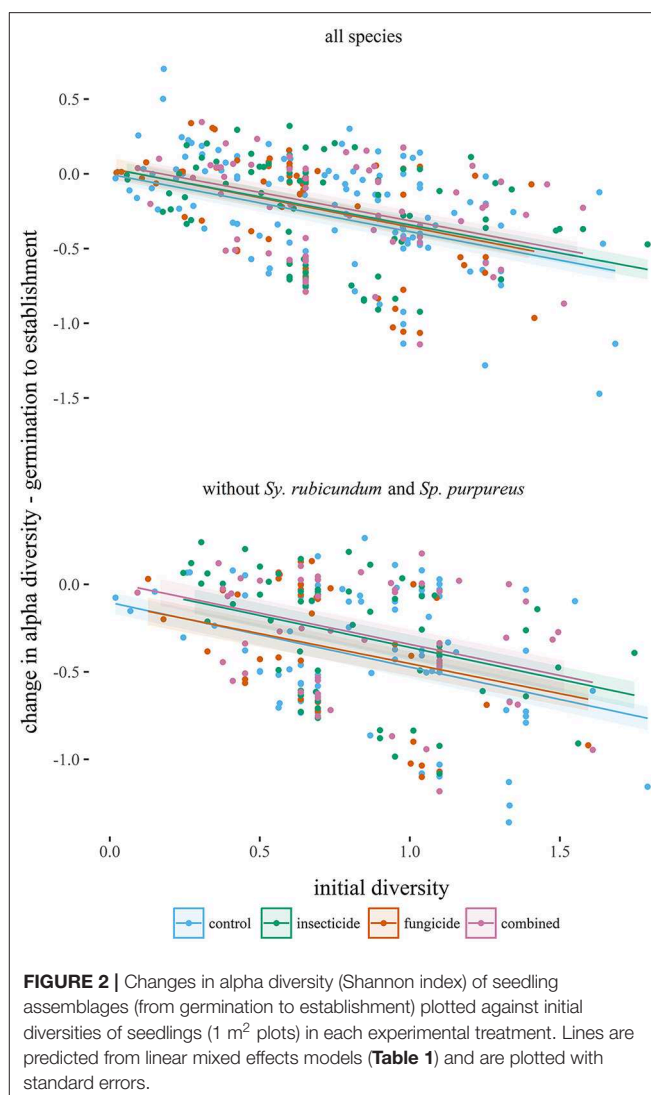 all species
0.5
0.0
-0.5
-1.0
-1.5
change in alpha diversity - germination to establishment
without Sy. rubicundum and Sp. purpureus
0.0
-0.5
-1.0
0.0 0.5 1.0 1.5
initial diversity
control insecticide fungicide combined
FIGURE 2 | Changes in alpha diversity (Shannon index) of seedling
assemblages (from germination to establishment) plotted against initial
diversities of seedlings (1 m² plots) in each experimental treatment. Lines are
predicted from linear mixed effects models (Table 1) and are plotted with
standard errors.